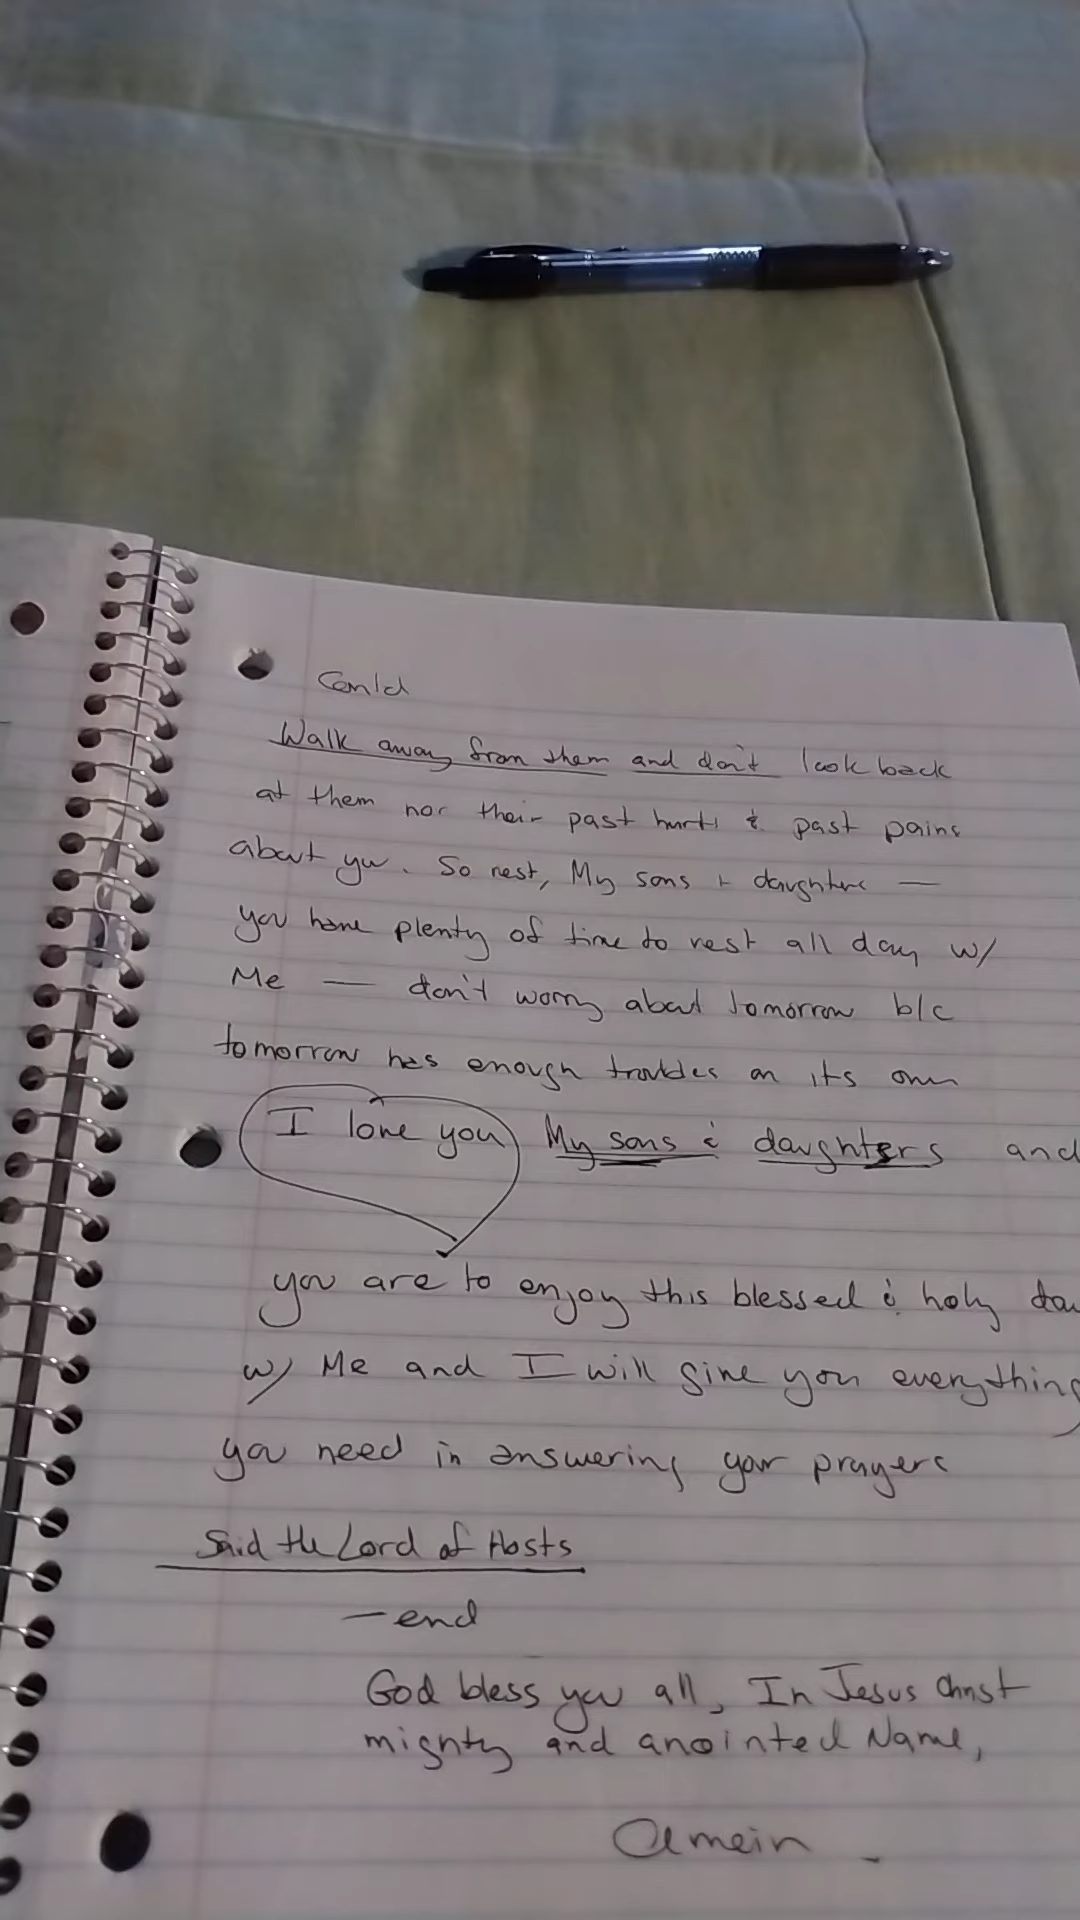 Cont'd
Walk away from them and don't look back
at them nor their past hurts & past pains
about you. So rest, My sons + daughters —
you have plenty of time to rest all day w/
Me — don't worry about tomorrow b/c
tomorrow has enough troubles on its own
I love you My sons & daughters and
you are to enjoy this blessed & holy day
w/ Me and I will give you everything
you need in answering your prayers
Said the Lord of Hosts
—end
God bless you all, In Jesus Christ
mighty and anointed Name,
Amein.